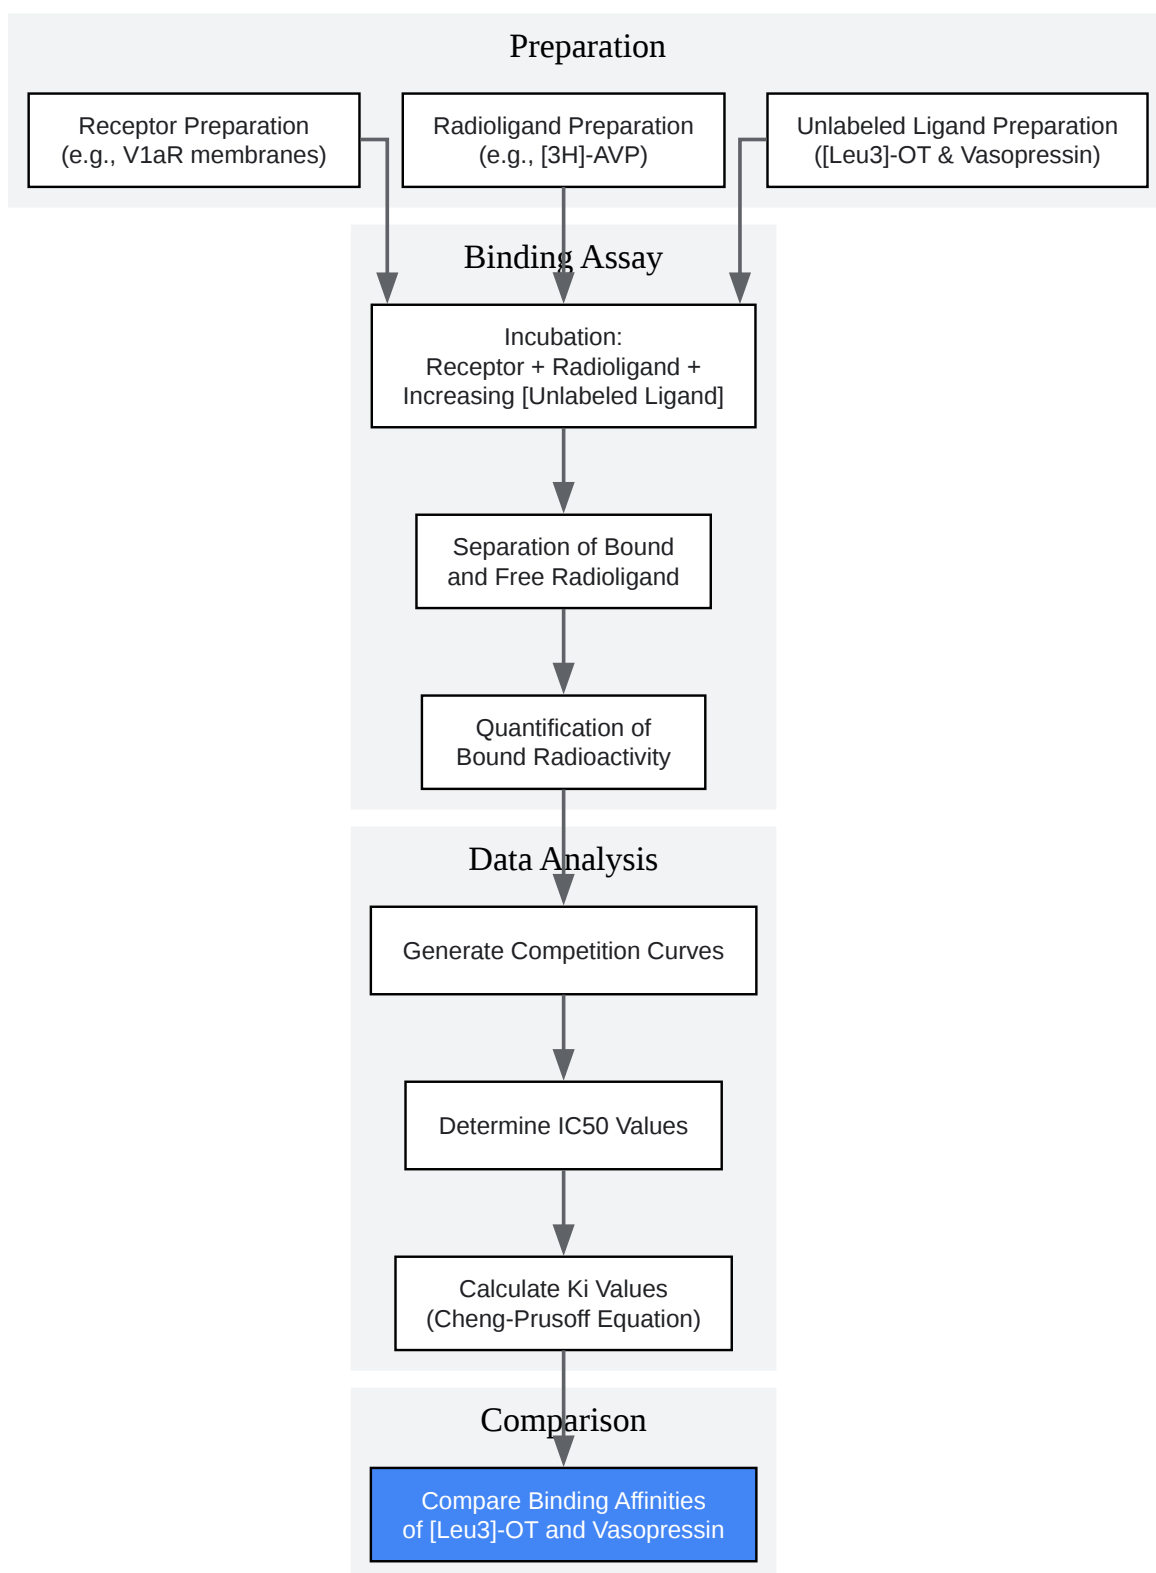 Preparation
Receptor Preparation
(e.g., V1aR membranes)
Radioligand Preparation
(e.g., [3H]-AVP)
Unlabeled Ligand Preparation
([Leu3]-OT & Vasopressin)
Binding Assay
Incubation:
Receptor + Radioligand +
Increasing [Unlabeled Ligand]
Separation of Bound
and Free Radioligand
Quantification of
Bound Radioactivity
Data Analysis
Generate Competition Curves
Determine IC50 Values
Calculate Ki Values
(Cheng-Prusoff Equation)
Comparison
Compare Binding Affinities
of [Leu3]-OT and Vasopressin